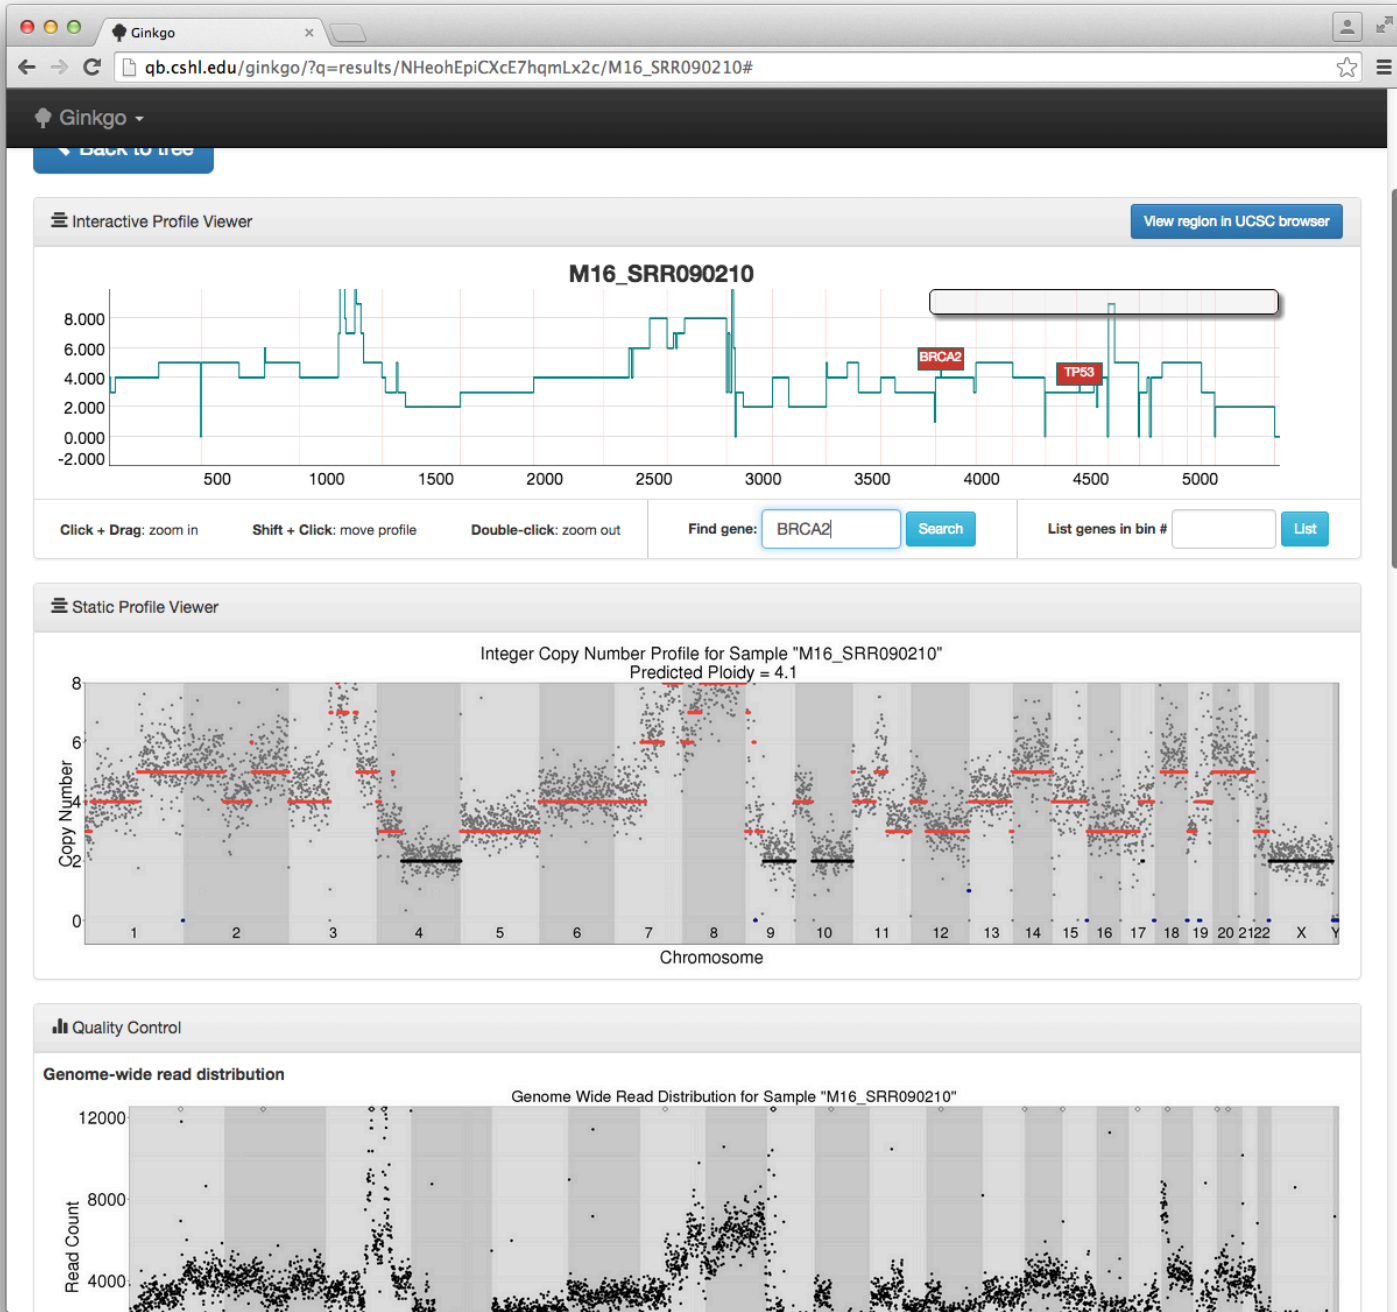 Ginkgo
qb.cshl.edu/ginkgo/?q=results/NHeohEpiCXcE7hqmLx2c/M16_SRR090210#
Ginkgo
Back to tree
Interactive Profile Viewer
View region in UCSC browser
M16_SRR090210
8.000
6.000
4.000
2.000
0.000
-2.000
BRCA2
TP53
500 1000 1500 2000 2500 3000 3500 4000 4500 5000
Click + Drag: zoom in Shift + Click: move profile Double-click: zoom out Find gene: BRCA2 Search List genes in bin # List
Static Profile Viewer
Integer Copy Number Profile for Sample "M16_SRR090210"
Predicted Ploidy = 4.1
Copy Number
8
6
4
2
0
1 2 3 4 5 6 7 8 9 10 11 12 13 14 15 16 17 18 19 20 21 22 X Y
Chromosome
Quality Control
Genome-wide read distribution
Genome Wide Read Distribution for Sample "M16_SRR090210"
Read Count
12000
8000
4000